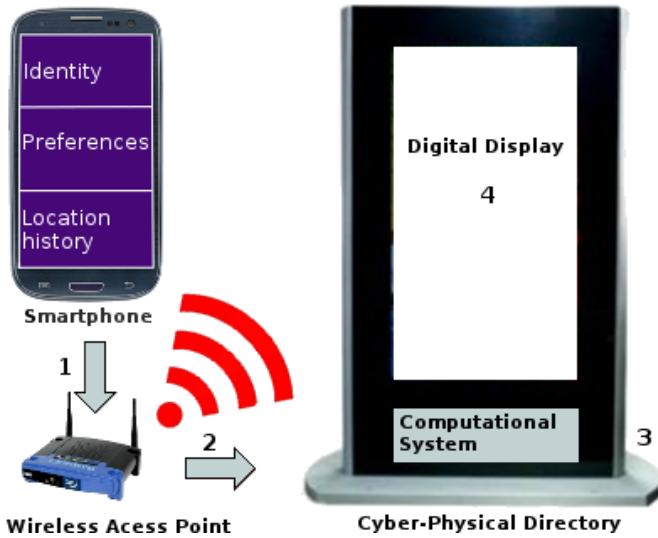 Identity
Preferences
Location
history
Smartphone
1
2
Wireless Acess Point
Digital Display
4
Computational
System
3
Cyber-Physical Directory